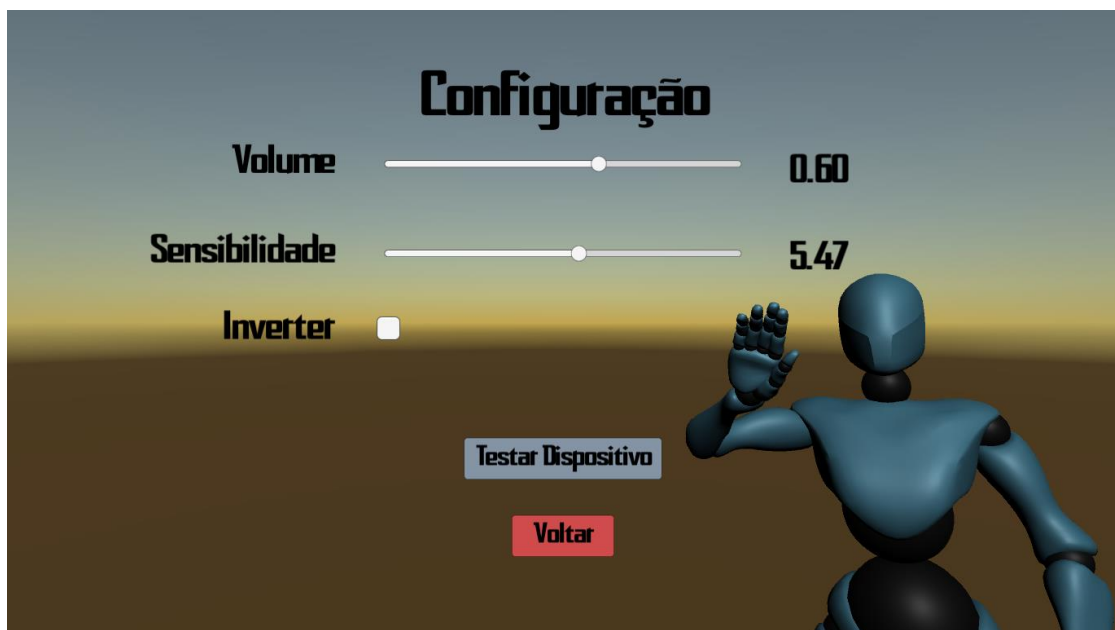 Configuração
Volume 0.60
Sensibilidade 5.47
Inverter
Testar Dispositivo
Voltar